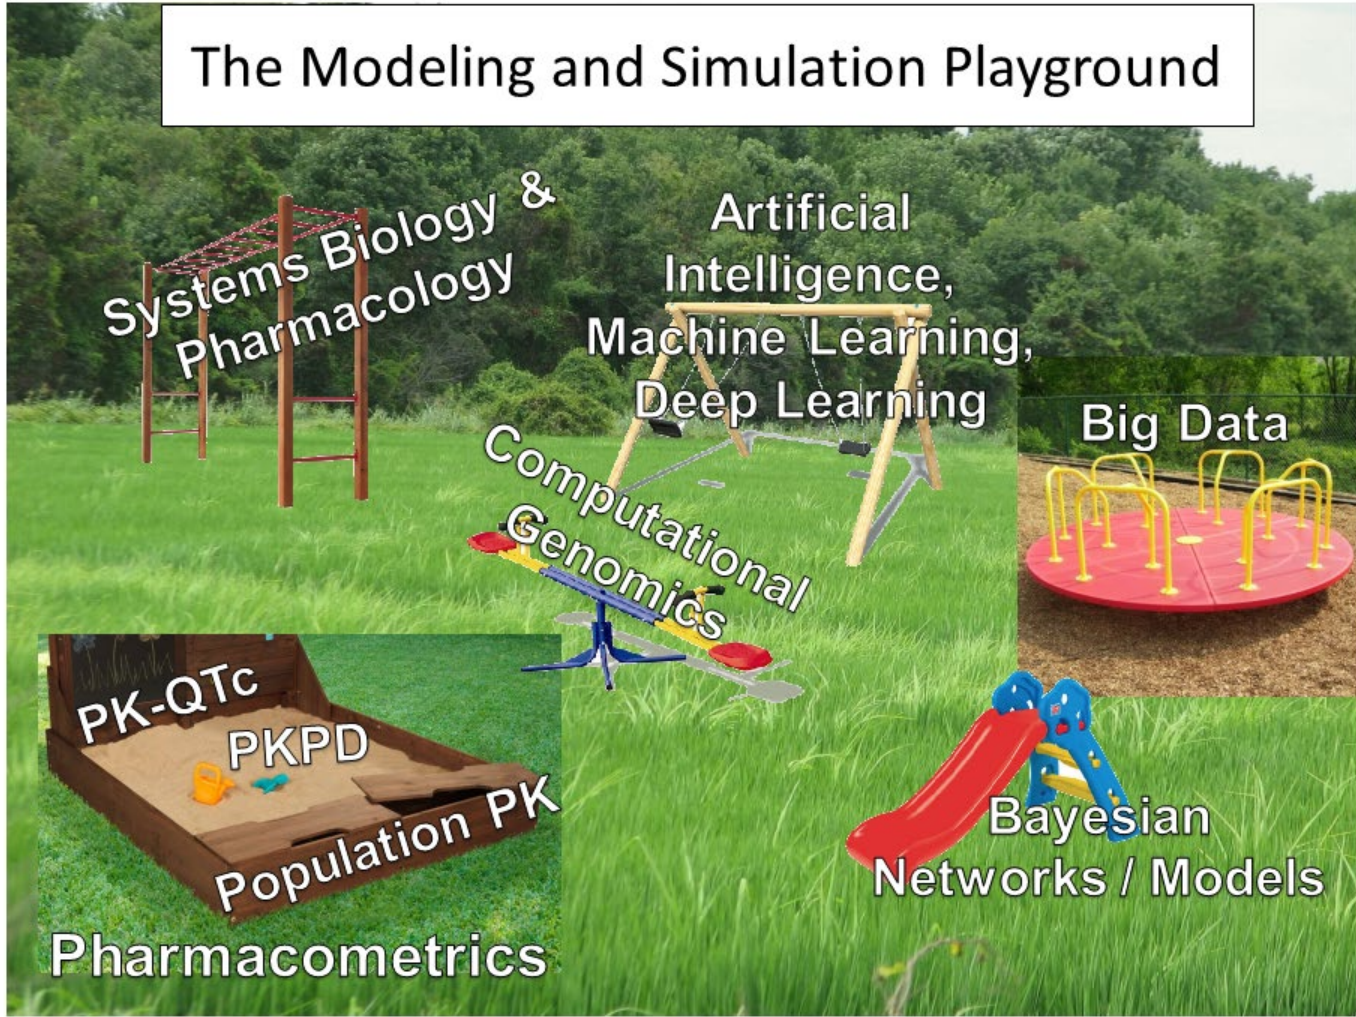 The Modeling and Simulation Playground
Systems Biology &
Pharmacology
Artificial
Intelligence,
Machine Learning,
Deep Learning
Big Data
Computational
Genomics
PK-QTc
PKPD
Population PK
Pharmacometrics
Bayesian
Networks / Models